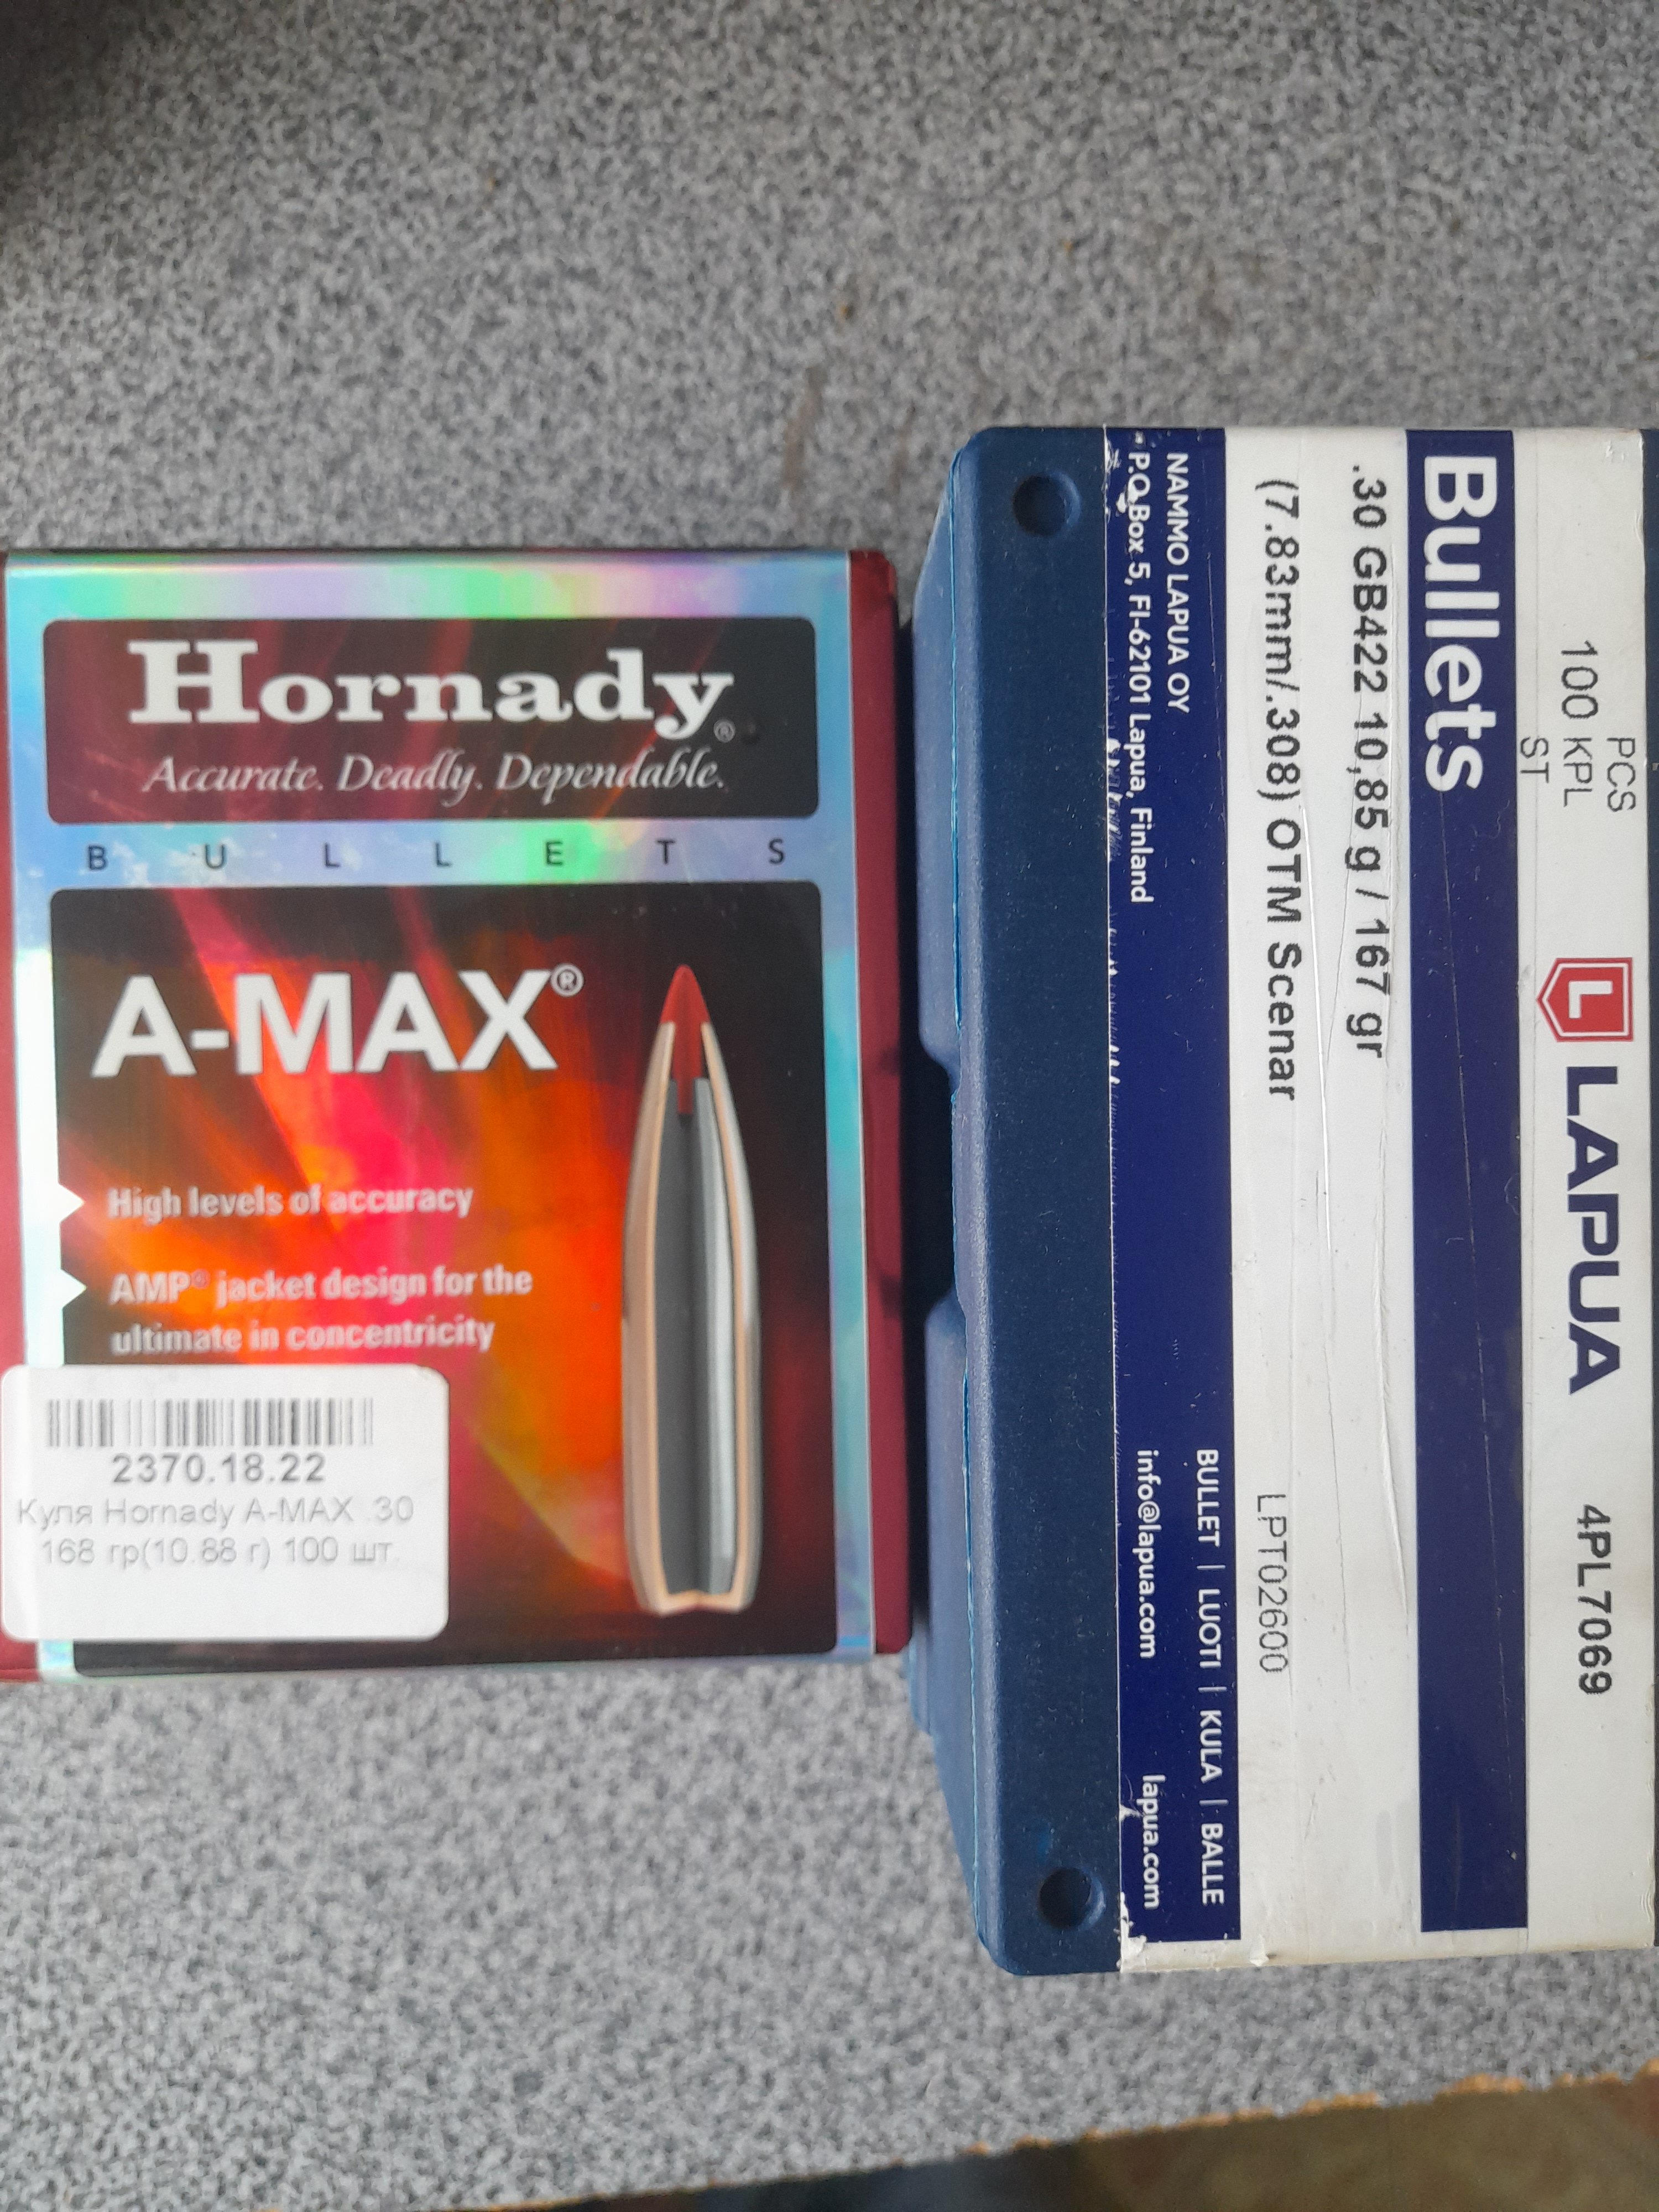 Hornady®
Accurate. Deadly. Dependable.
BULLETS
A-MAX®
High levels of accuracy
AMP® jacket design for the
ultimate in concentricity
2370.18.22
Куля Hornady A-MAX .30
168 гр(10.88 г) 100 шт.
PCS
100 KPL
ST
L LAPUA
4PL7069
Bullets
.30 GB422 10,85 g / 167 gr
(7.83mm/.308) OTM Scenar
LPT02600
NAMMO LAPUA OY
P.O.Box 5, FI-62101 Lapua, Finland
BULLET | LUOTI | KULA | BALLE
info@lapua.com
lapua.com